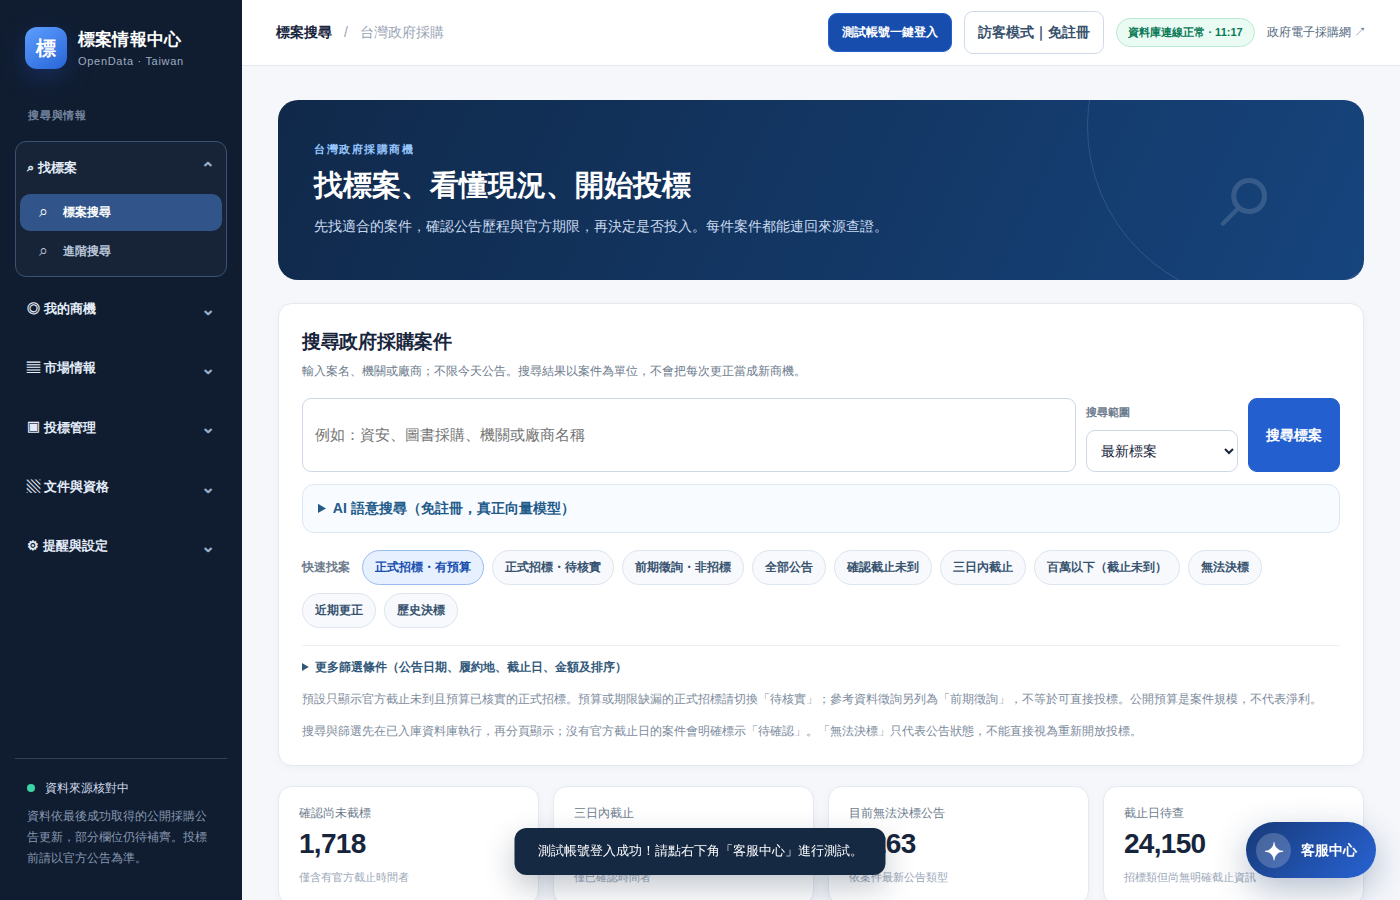 標
標案情報中心
OpenData · Taiwan
搜尋與情報
找標案
標案搜尋
進階搜尋
我的商機
市場情報
投標管理
文件與資格
提醒與設定
資料來源核對中
資料依最後成功取得的公開採購公
告更新，部分欄位仍待補齊。投標
前請以官方公告為準。
標案搜尋 / 台灣政府採購
測試帳號一鍵登入
訪客模式｜免註冊
資料庫連線正常 · 11:17
政府電子採購網 ↗
台灣政府採購商機
找標案、看懂現況、開始投標
先找適合的案件，確認公告歷程與官方期限，再決定是否投入。每件案件都能連回來源查證。
搜尋政府採購案件
輸入案名、機關或廠商；不限今天公告。搜尋結果以案件為單位，不會把每次更正當成新商機。
例如：資安、圖書採購、機關或廠商名稱
搜尋範圍
最新標案
搜尋標案
AI 語意搜尋（免註冊，真正向量模型）
快速找案 正式招標・有預算 正式招標・待核實 前期徵詢・非招標 全部公告 確認截止未到 三日內截止 百萬以下（截止未到） 無法決標
近期更正 歷史決標
更多篩選條件（公告日期、履約地、截止日、金額及排序）
預設只顯示官方截止未到且預算已核實的正式招標。預算或期限缺漏的正式招標請切換「待核實」；參考資料徵詢另列為「前期徵詢」，不等於可直接投標。公開預算是案件規模，不代表淨利。
搜尋與篩選先在已入庫資料庫執行，再分頁顯示；沒有官方截止日的案件會明確標示「待確認」。「無法決標」只代表公告狀態，不能直接視為重新開放投標。
確認尚未截標
1,718
僅含有官方截止時間者
三日內截止
僅已確認時間者
目前無法決標公告
63
依案件最新公告類型
截止日待查
24,150
招標類但尚無明確截止資訊
測試帳號登入成功！請點右下角「客服中心」進行測試。
客服中心